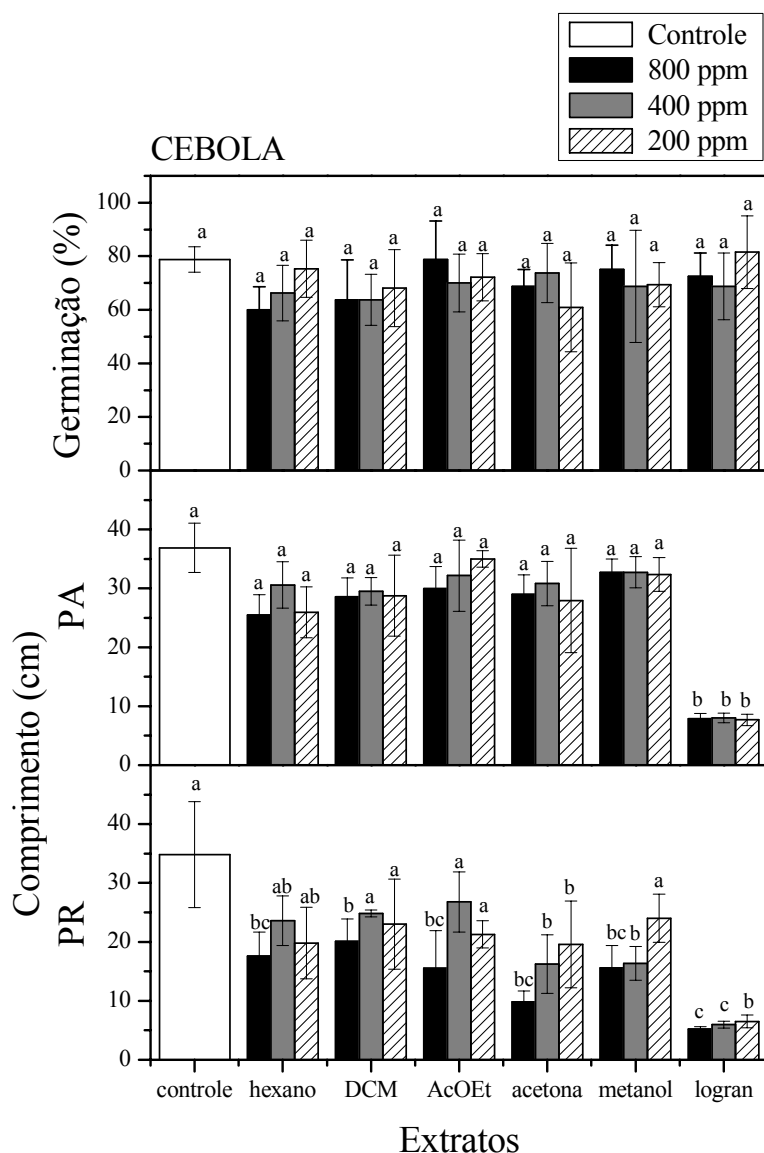 Controle
800 ppm
400 ppm
200 ppm
CEBOLA
Germinação (%)
100
80
60
40
20
0
a
a a a
a a a
a a a
a a a
a a a
a a a
Comprimento (cm)
PA
40
30
20
10
0
a
a a a
a a a
a a a
a a a
a a a
b b b
PR
40
30
20
10
0
a
bc ab ab
b a a
bc a a
bc b b
bc b a
c c b
controle hexano DCM AcOEt acetona metanol logran
Extratos